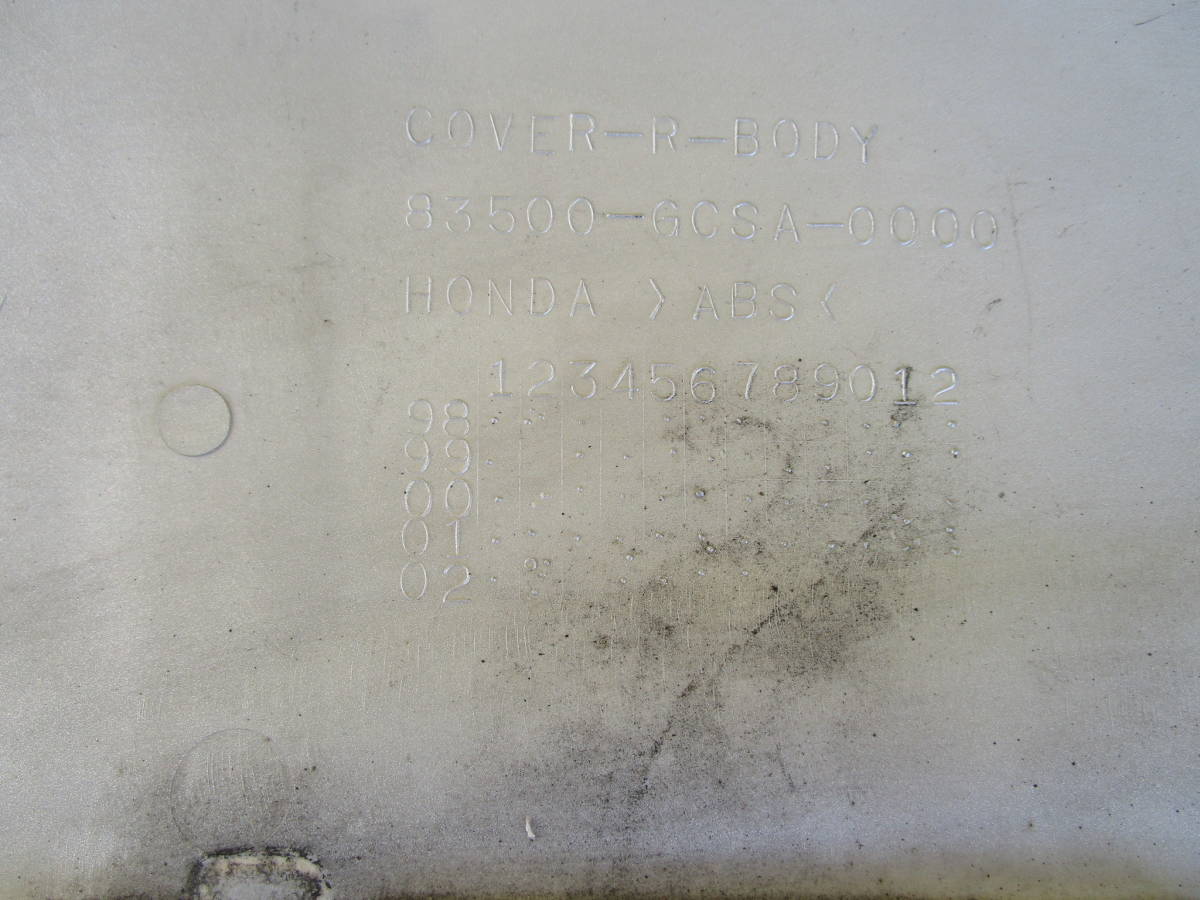 COVER-R-BODY
83500-GCSA-0000
HONDA >ABS<
123456789012
98
99
00
01
02